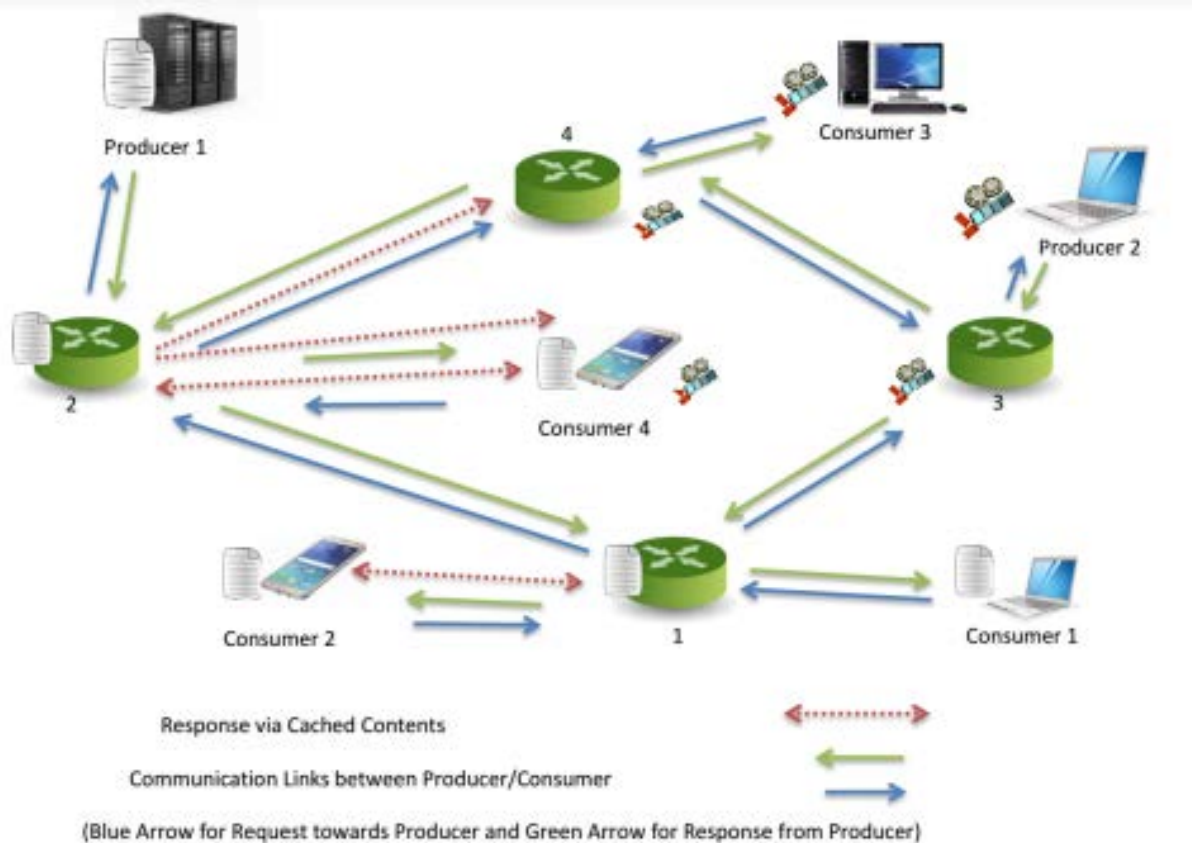 Producer 1
4
Consumer 3
Producer 2
2
3
Consumer 4
Consumer 2
1
Consumer 1
Response via Cached Contents
Communication Links between Producer/Consumer
(Blue Arrow for Request towards Producer and Green Arrow for Response from Producer)